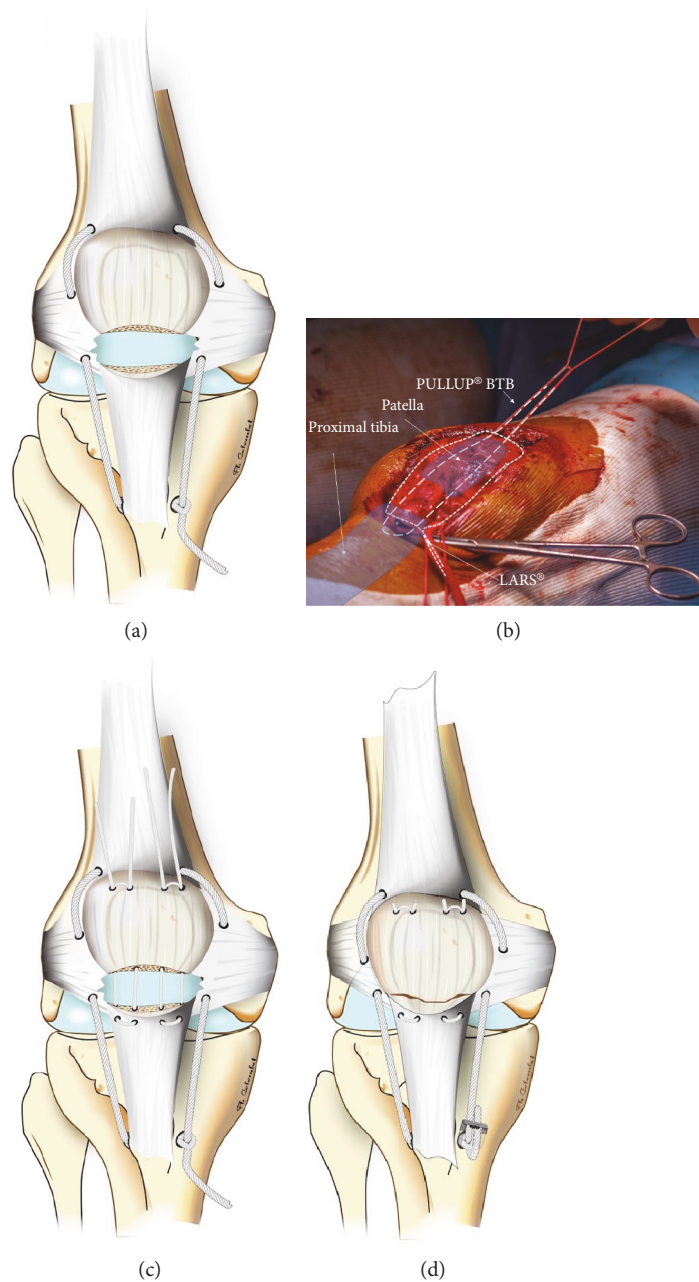 (a)
PULLUP® BTB
Patella
Proximal tibia
LARS®
(b)
(c)
(d)